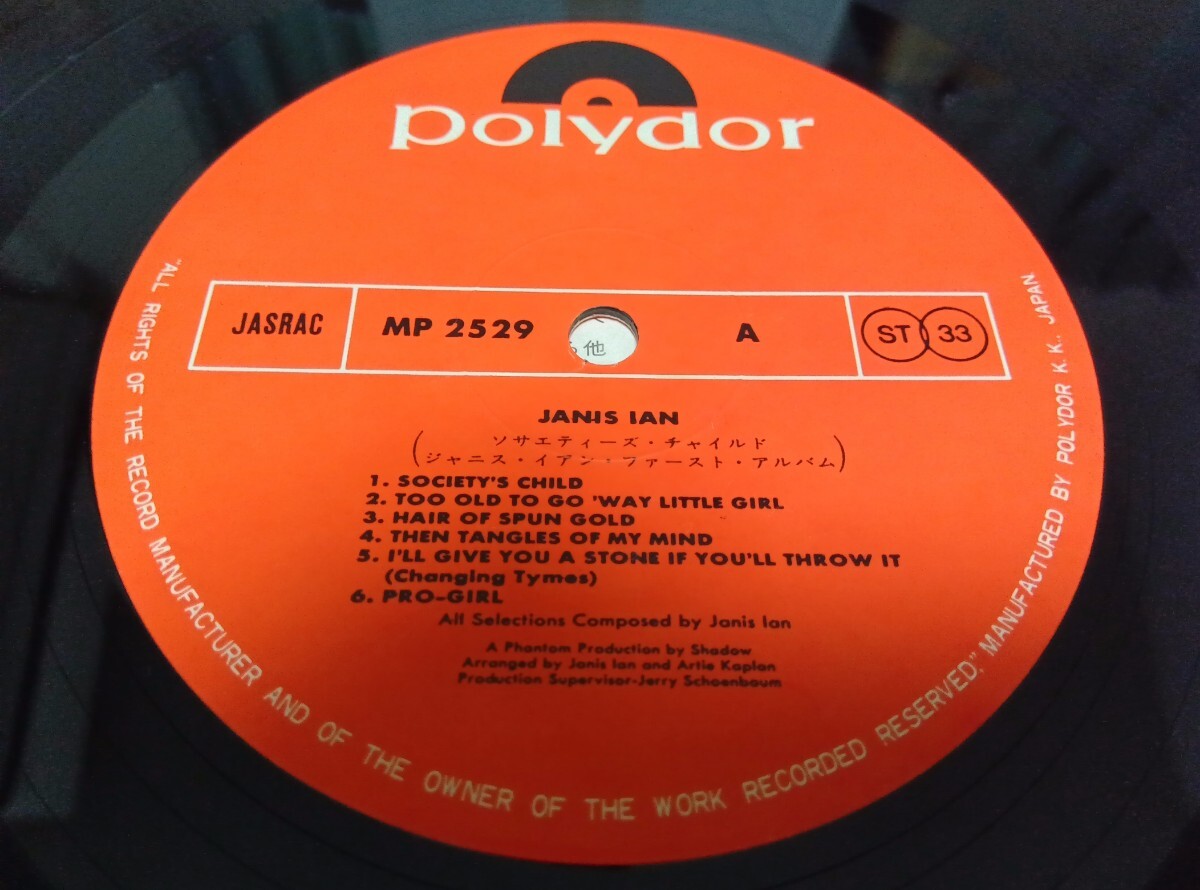 polydor
JASRAC
MP 2529
他
A
ST 33
JANIS IAN
(ソサエティーズ・チャイルド
ジャニス・イアン・ファースト・アルバム)
1. SOCIETY'S CHILD
2. TOO OLD TO GO 'WAY LITTLE GIRL
3. HAIR OF SPUN GOLD
4. THEN TANGLES OF MY MIND
5. I'LL GIVE YOU A STONE IF YOU'LL THROW IT
(Changing Tymes)
6. PRO-GIRL
All Selections Composed by Janis Ian
A Phantom Production by Shadow
Arranged by Janis Ian and Artie Kaplan
Production Supervisor-Jerry Schoenbaum
"ALL RIGHTS OF THE RECORD MANUFACTURER AND OF THE OWNER OF THE WORK RECORDED RESERVED," MANUFACTURED BY POLYDOR K. K., JAPAN